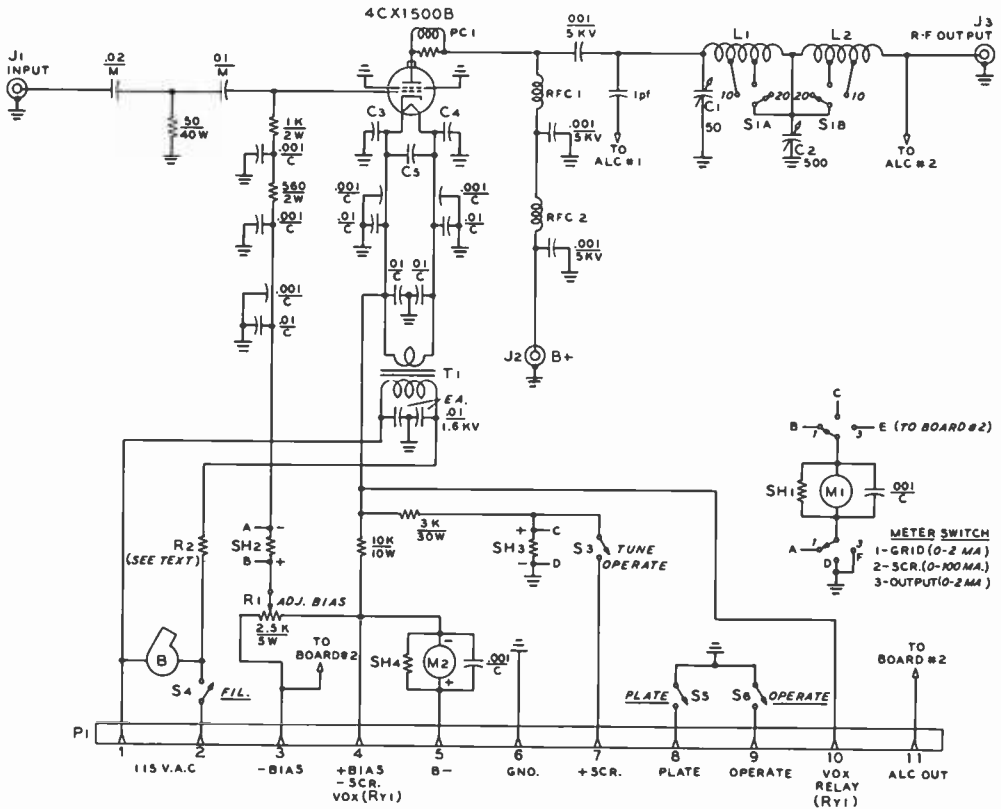 4CX1500B
PC1
.001
5KV
L1
L2
J3
R-F OUTPUT
J1
INPUT
.02
M
.01
M
50
40W
1K
2W
.001
C
560
2W
.001
C
.001
C
.01
C
C3
C4
C5
.001
C
.01
C
.001
C
.01
C
.01
C
.01
C
RFC 1
.001
5KV
RFC 2
.001
5KV
1pf
TO
ALC #1
C1
50
10
20
S1A
20
10
S1B
C2
500
TO
ALC #2
J2
B+
T1
EA.
.01
1.6 KV
C
B
1
3
E (TO BOARD #2)
SH1
M1
.001
C
A
1
D
3
F
METER SWITCH
1-GRID (0-2 MA)
2-SCR. (0-100 MA.)
3-OUTPUT (0-2 MA)
R2
(SEE TEXT)
A
-
SH2
B
+
R1
ADJ. BIAS
2.5K
5W
10K
10W
3K
30W
+
C
SH3
-
D
S3
TUNE
OPERATE
B
S4
FIL.
TO
BOARD #2
SH4
-
M2
+
.001
C
PLATE
S5
S6
OPERATE
TO
BOARD #2
P1
1
2
3
4
5
6
7
8
9
10
11
115 V.A.C
-BIAS
+BIAS
-SCR.
VOX (RY1)
B-
GND.
+SCR.
PLATE
OPERATE
VOX
RELAY
(RY1)
ALC OUT